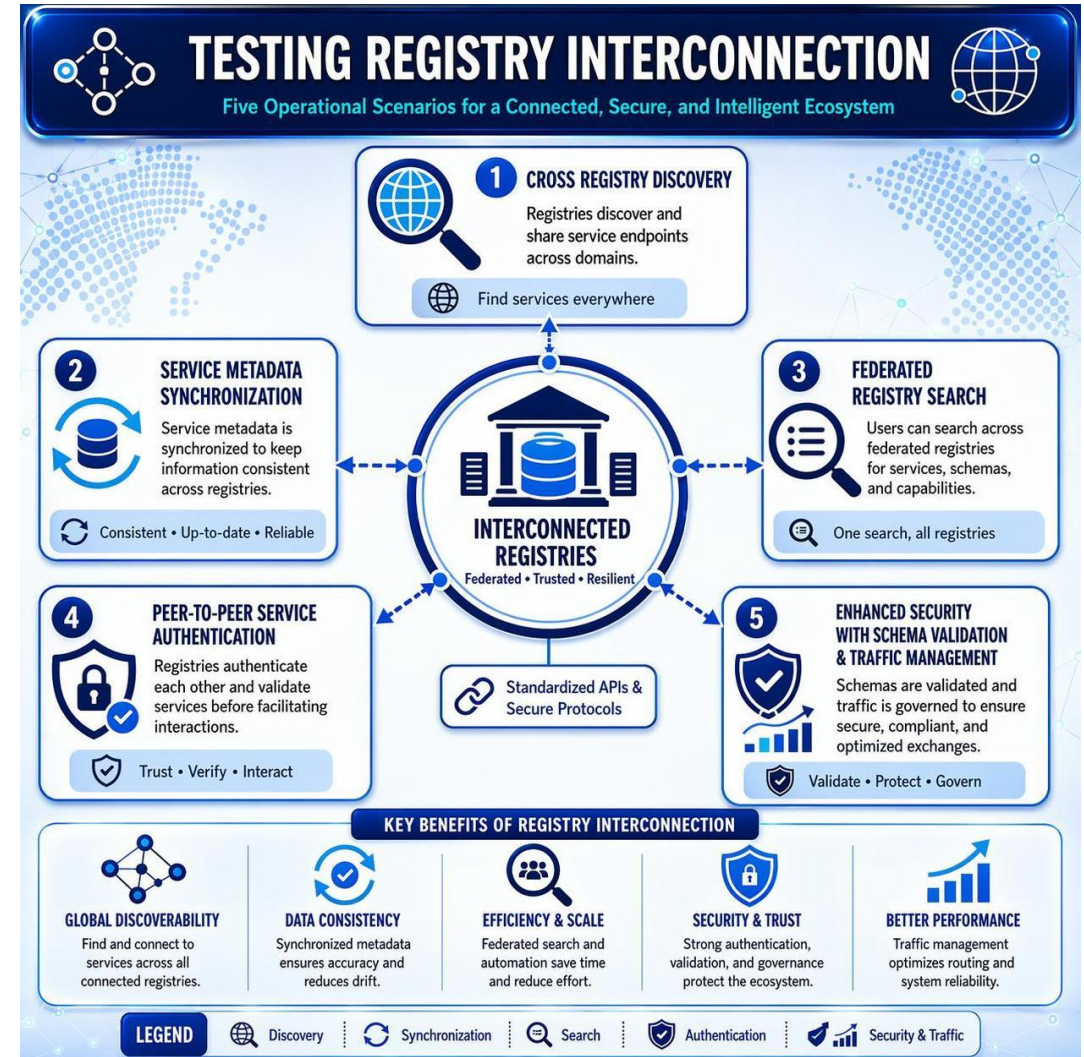 TESTING REGISTRY INTERCONNECTION
Five Operational Scenarios for a Connected, Secure, and Intelligent Ecosystem
1
CROSS REGISTRY DISCOVERY
Registries discover and
share service endpoints
across domains.
Find services everywhere
2
SERVICE METADATA
SYNCHRONIZATION
Service metadata is
synchronized to keep
information consistent
across registries.
Consistent • Up-to-date • Reliable
3
FEDERATED
REGISTRY SEARCH
Users can search across
federated registries
for services, schemas,
and capabilities.
One search, all registries
INTERCONNECTED
REGISTRIES
Federated • Trusted • Resilient
4
PEER-TO-PEER SERVICE
AUTHENTICATION
Registries authenticate
each other and validate
services before facilitating
interactions.
Trust • Verify • Interact
Standardized APIs &
Secure Protocols
5
ENHANCED SECURITY
WITH SCHEMA VALIDATION
& TRAFFIC MANAGEMENT
Schemas are validated and
traffic is governed to ensure
secure, compliant, and
optimized exchanges.
Validate • Protect • Govern
KEY BENEFITS OF REGISTRY INTERCONNECTION
GLOBAL DISCOVERABILITY
Find and connect to
services across all
connected registries.
DATA CONSISTENCY
Synchronized metadata
ensures accuracy and
reduces drift.
EFFICIENCY & SCALE
Federated search and
automation save time
and reduce effort.
SECURITY & TRUST
Strong authentication,
validation, and governance
protect the ecosystem.
BETTER PERFORMANCE
Traffic management
optimizes routing and
system reliability.
LEGEND
Discovery
Synchronization
Search
Authentication
Security & Traffic